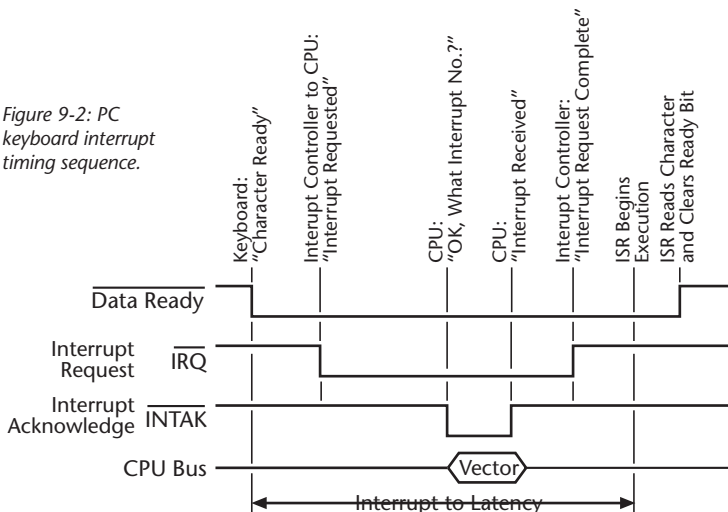 Figure 9-2: PC
keyboard interrupt
timing sequence.
Keyboard:
“Character Ready”
Interupt Controller to CPU:
“Interrupt Requested”
CPU:
“OK, What Interrupt No.?”
CPU:
“Interrupt Received”
Interupt Controller:
“Interrupt Request Complete”
ISR Begins
Execution
ISR Reads Character
and Clears Ready Bit
Data Ready
Interrupt
Request
IRQ
Interrupt
Acknowledge
INTAK
CPU Bus
Vector
Interrupt to Latency